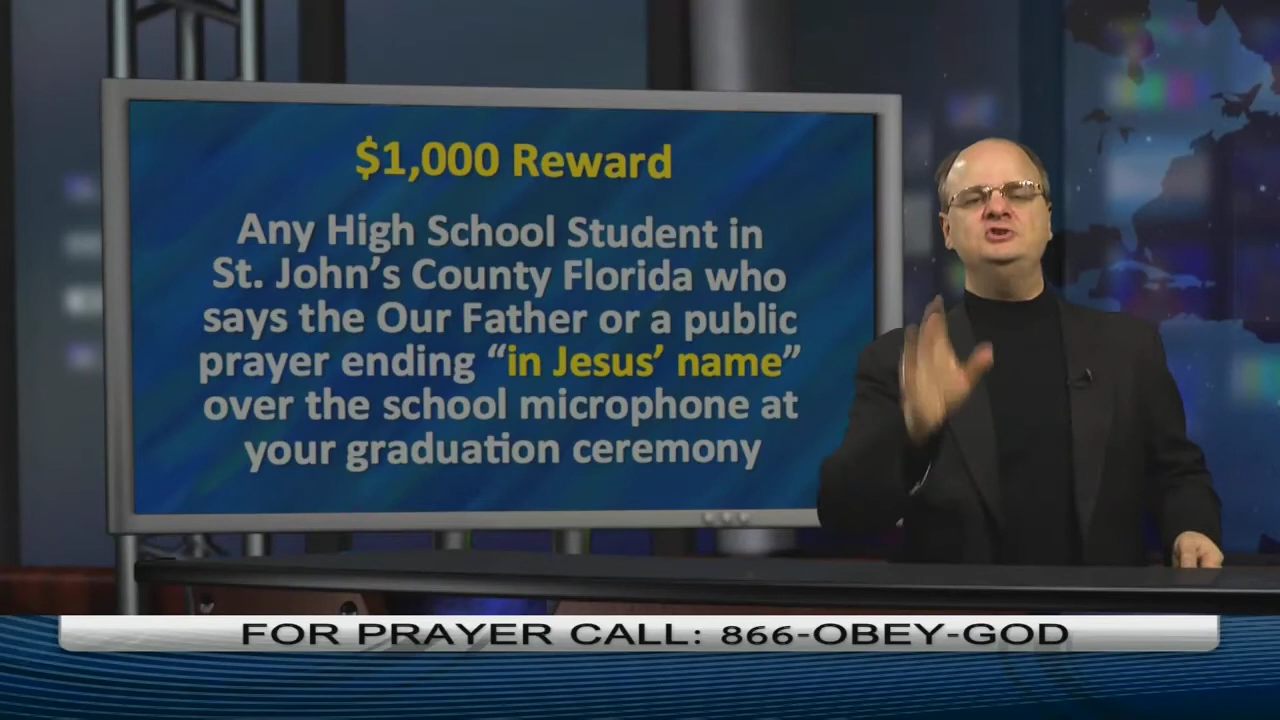 $1,000 Reward
Any High School Student in
St. John's County Florida who
says the Our Father or a public
prayer ending “in Jesus’ name”
over the school microphone at
your graduation ceremony
FOR PRAYER CALL: 866-OBEY-GOD